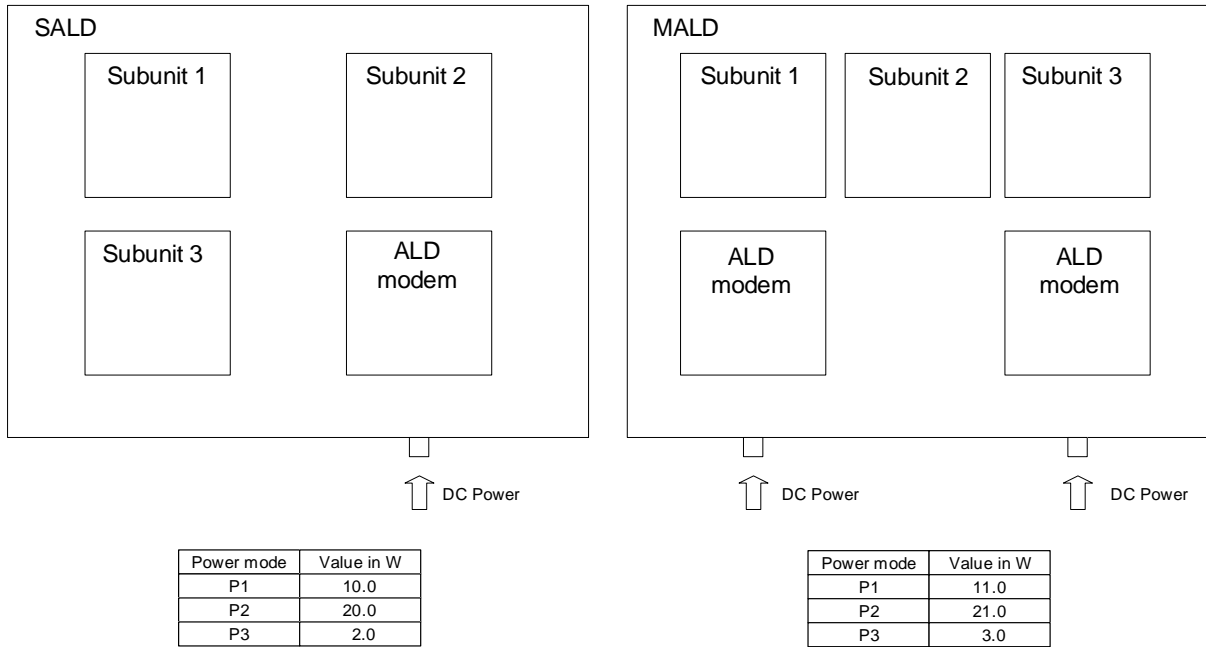 SALD
Subunit 1
Subunit 2
Subunit 3
ALD
modem
DC Power
Power mode Value in W
P1 10.0
P2 20.0
P3 2.0
MALD
Subunit 1
Subunit 2
Subunit 3
ALD
modem
ALD
modem
DC Power
DC Power
Power mode Value in W
P1 11.0
P2 21.0
P3 3.0